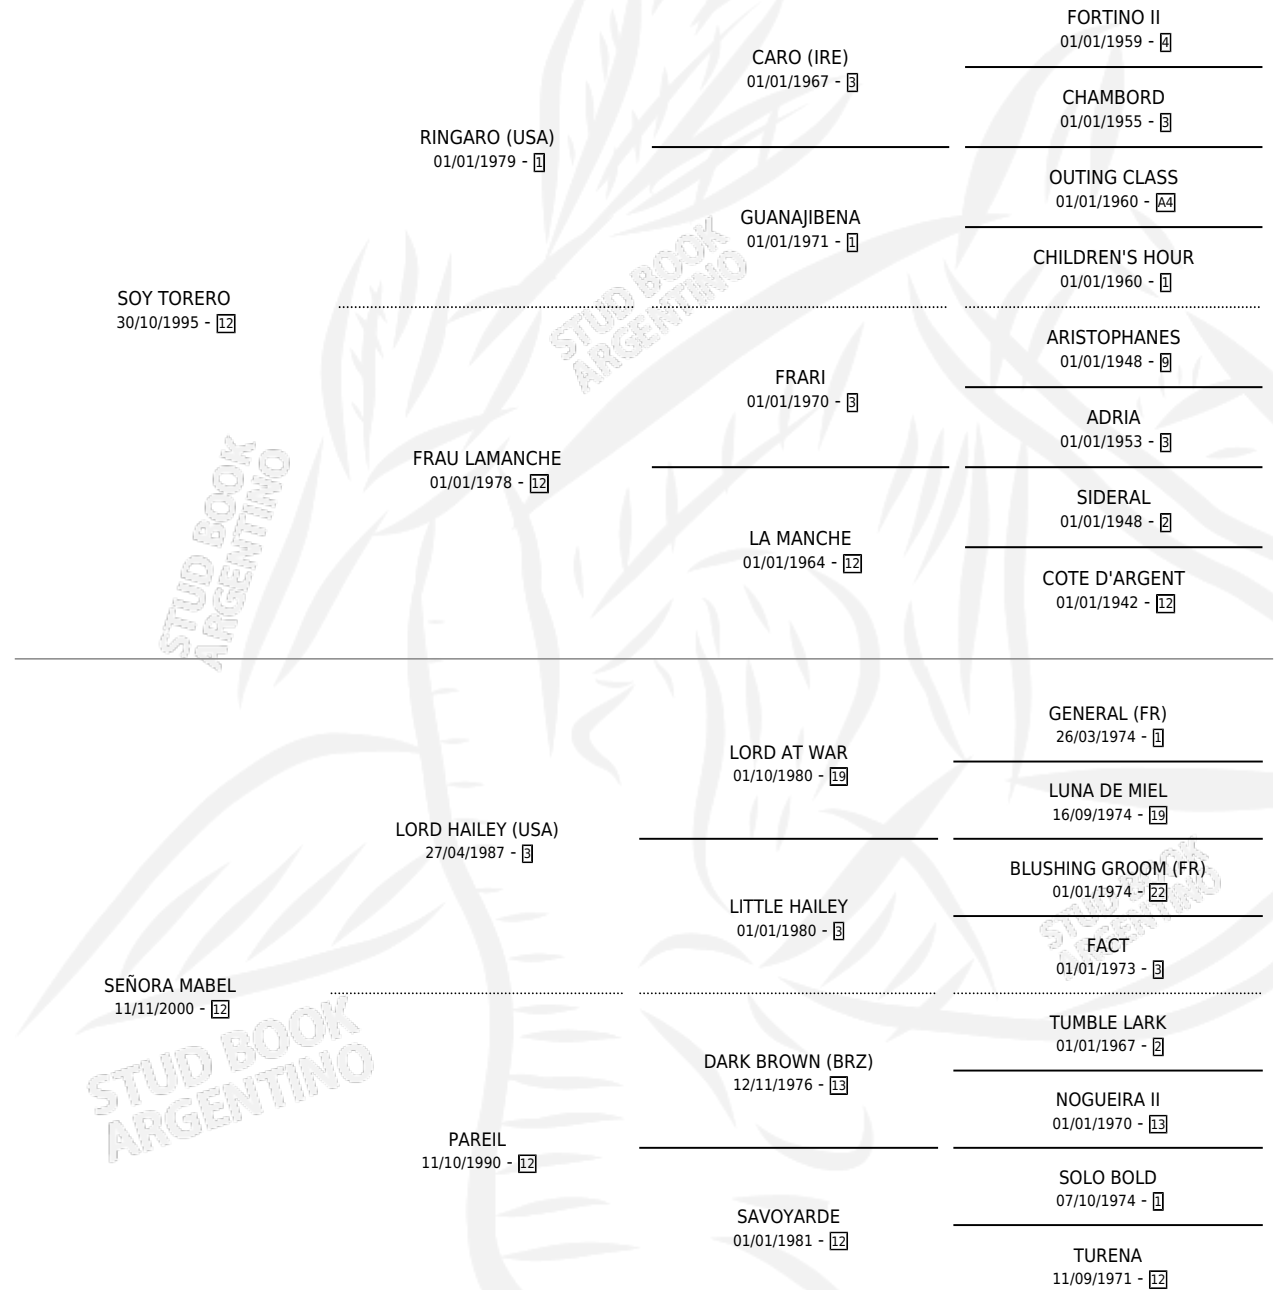 FORTINO II
01/01/1959 - 4
CARO (IRE)
01/01/1967 - 3
CHAMBORD
01/01/1955 - 3
RINGARO (USA)
01/01/1979 - 1
OUTING CLASS
01/01/1960 - A4
GUANAJIBENA
01/01/1971 - 1
CHILDREN'S HOUR
01/01/1960 - 1
SOY TORERO
30/10/1995 - 12
STUD BOOK
ARGENTINO
ARISTOPHANES
01/01/1948 - 9
FRARI
01/01/1970 - 3
ADRIA
01/01/1953 - 3
FRAU LAMANCHE
01/01/1978 - 12
SIDERAL
01/01/1948 - 2
LA MANCHE
01/01/1964 - 12
COTE D'ARGENT
01/01/1942 - 12
STUD BOOK
ARGENTINO
GENERAL (FR)
26/03/1974 - 1
LORD AT WAR
01/10/1980 - 19
LUNA DE MIEL
16/09/1974 - 19
LORD HAILEY (USA)
27/04/1987 - 3
BLUSHING GROOM (FR)
01/01/1974 - 22
LITTLE HAILEY
01/01/1980 - 3
STUD BOOK
ARGENTINO
FACT
01/01/1973 - 3
SEÑORA MABEL
11/11/2000 - 12
STUD BOOK
ARGENTINO
TUMBLE LARK
01/01/1967 - 2
DARK BROWN (BRZ)
12/11/1976 - 13
NOGUEIRA II
01/01/1970 - 13
PAREIL
11/10/1990 - 12
SOLO BOLD
07/10/1974 - 1
SAVOYARDE
01/01/1981 - 12
TURENA
11/09/1971 - 12